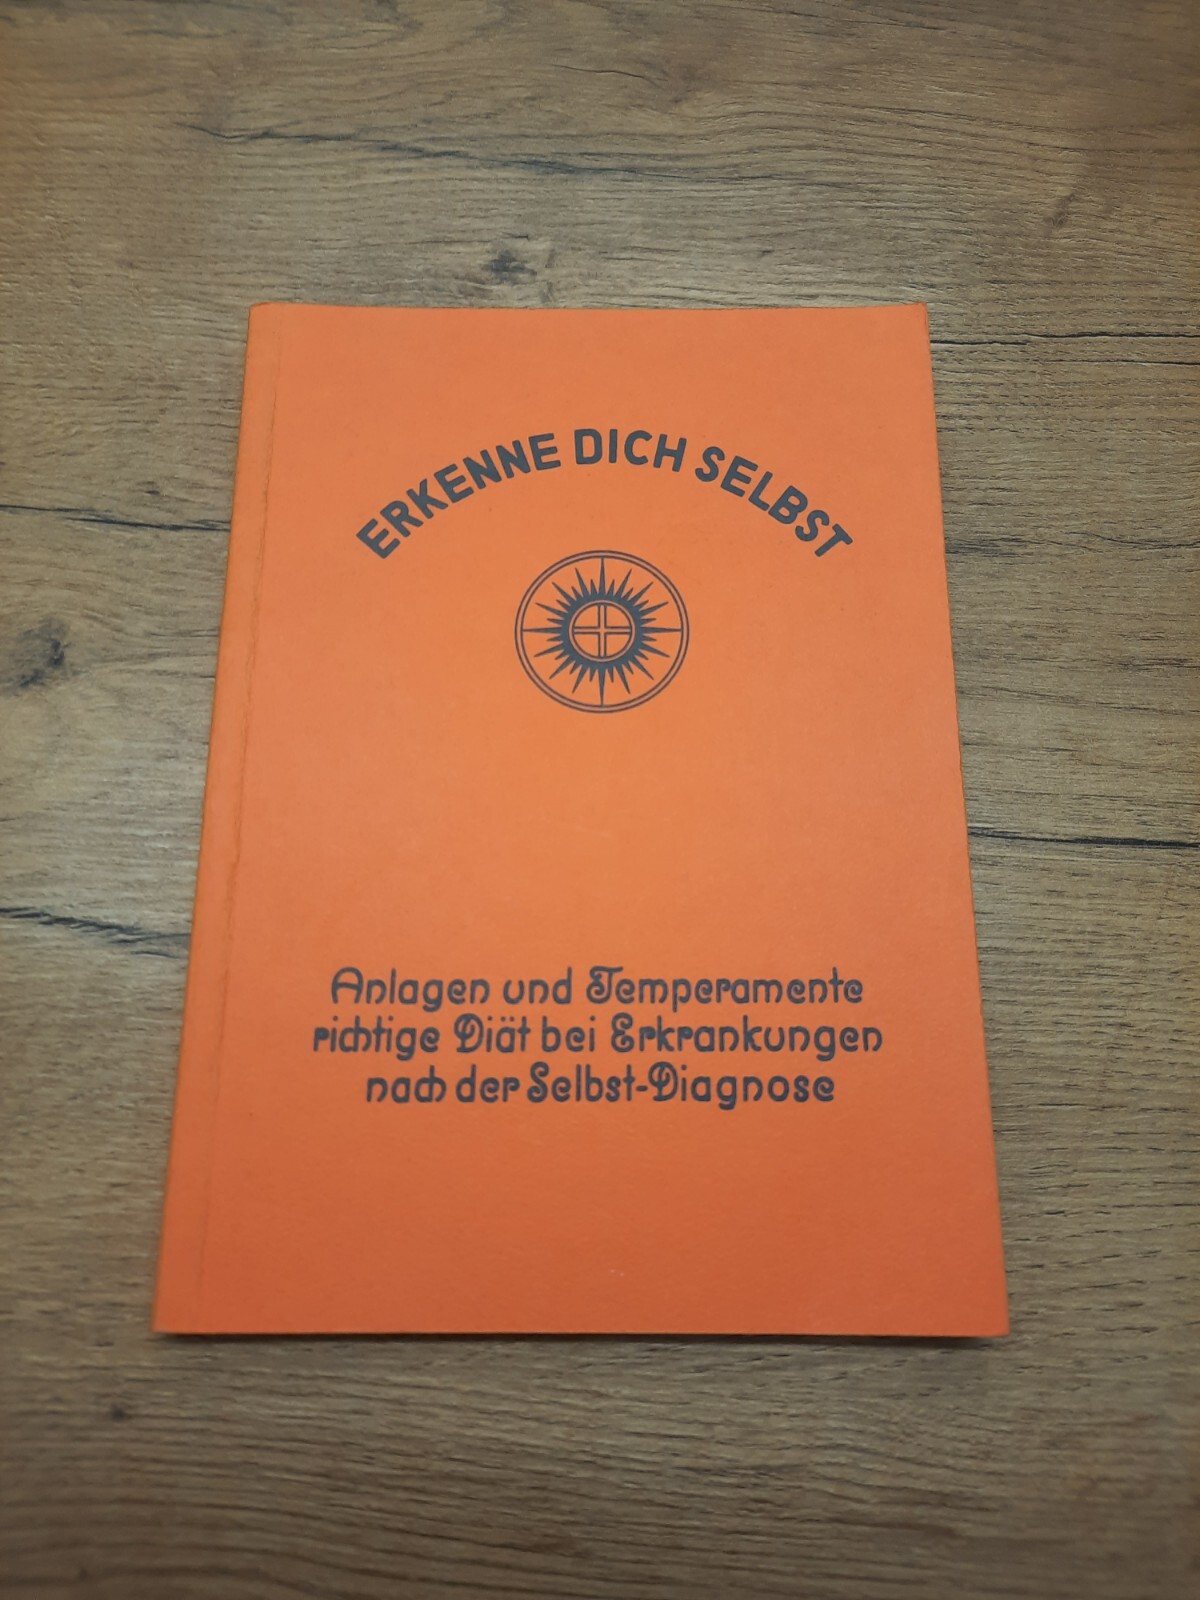 ERKENNE DICH SELBST
Anlagen und Temperamente
richtige Diät bei Erkrankungen
nach der Selbst-Diagnose